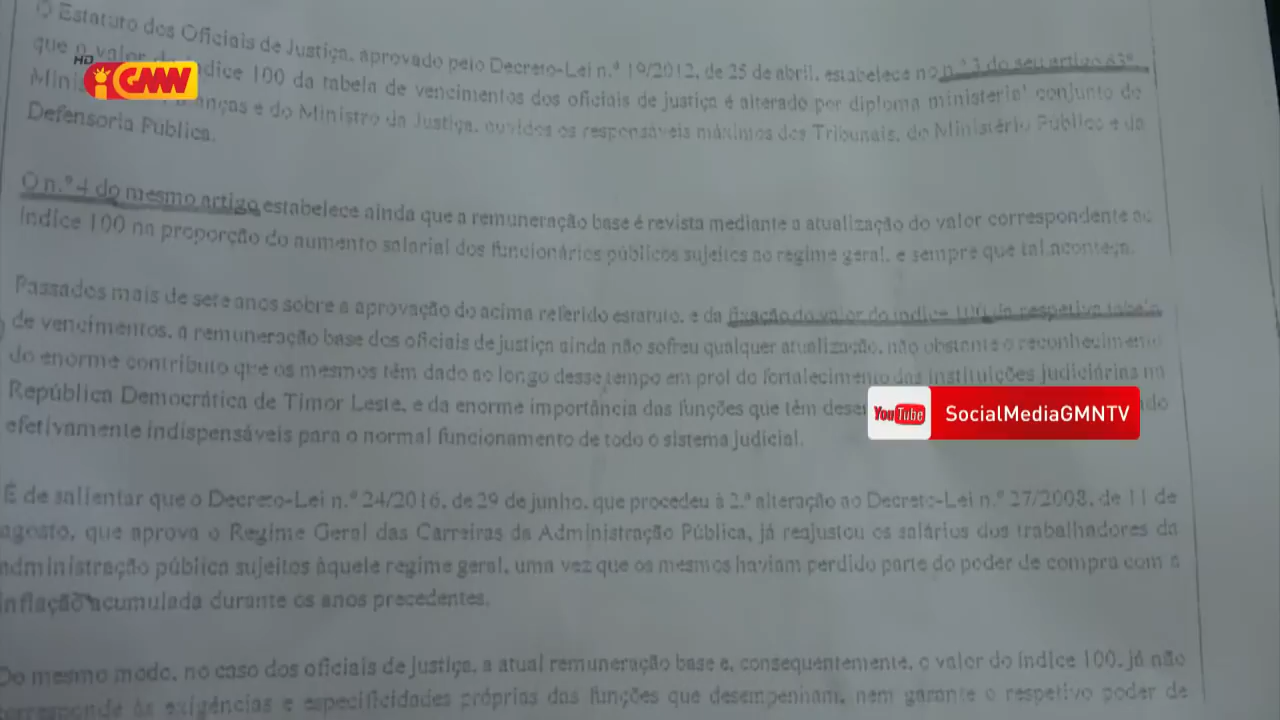 O Estatuto dos Oficiais de Justiça, aprovado pelo Decreto-Lei n.º 19/2012, de 25 de abril, estabelece no n.º 3 do seu artigo 63º,
que o valor do índice 100 da tabela de vencimentos dos oficiais de justiça é alterado por diploma ministerial conjunto do
anças e do Ministro da Justiça, ouvidos os responsáveis máximos dos Tribunais, do Ministério Público e da
Defensoria Pública.
O n.º 4 do mesmo artigo estabelece ainda que a remuneração base é revista mediante a atualização do valor correspondente ao
índice 100 na proporção do aumento salarial dos funcionários públicos sujeitos ao regime geral, e sempre que tal aconteça.
Passados mais de sete anos sobre a aprovação do acima referido estatuto, e da fixação do valor do índice 100 da respetiva tabela
de vencimentos, a remuneração base dos oficiais de justiça ainda não sofreu qualquer atualização, não obstante o reconhecimento
do enorme contributo que os mesmos têm dado ao longo desse tempo em prol do fortalecimento das instituições judiciárias na
República Democrática de Timor Leste, e da enorme importância das funções que têm
efetivamente indispensáveis para o normal funcionamento de todo o sistema judicial.
É de salientar que o Decreto-Lei n.º 24/2016, de 29 de junho, que procedeu à 2.ª alteração ao Decreto-Lei n.º 27/2008, de 11 de
agosto, que aprova o Regime Geral das Carreiras da Administração Pública, já reajustou os salários dos trabalhadores da
administração pública sujeitos àquele regime geral, uma vez que os mesmos haviam perdido parte do poder de compra com a
inflação acumulada durante os anos precedentes.
Do mesmo modo, no caso dos oficiais de justiça, a atual remuneração base e, consequentemente, o valor do índice 100, já não
corresponde às exigências e especificidades próprias das funções que desempenham, nem garante o respetivo poder de
HD
GMN
YouTube SocialMediaGMNTV